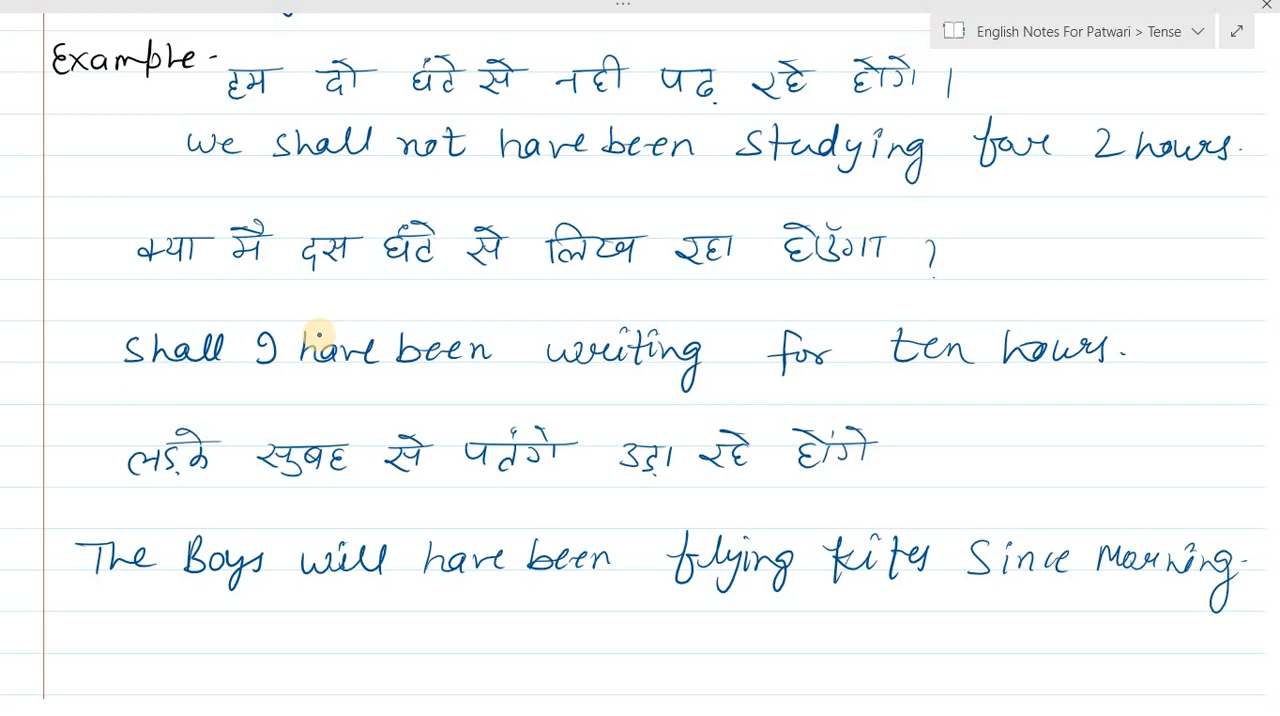 English Notes For Patwari > Tense
Example-
हम दो घंटे से नही पढ़ रहे होंगे।
We shall not have been studying for 2 hours.
क्या मै दस घंटे से लिख रहा होउँगा ?
Shall I have been writing for ten hours.
लड़के सुबह से पतंगे उड़ा रहे होंगे
The Boys will have been flying kites Since Morning.